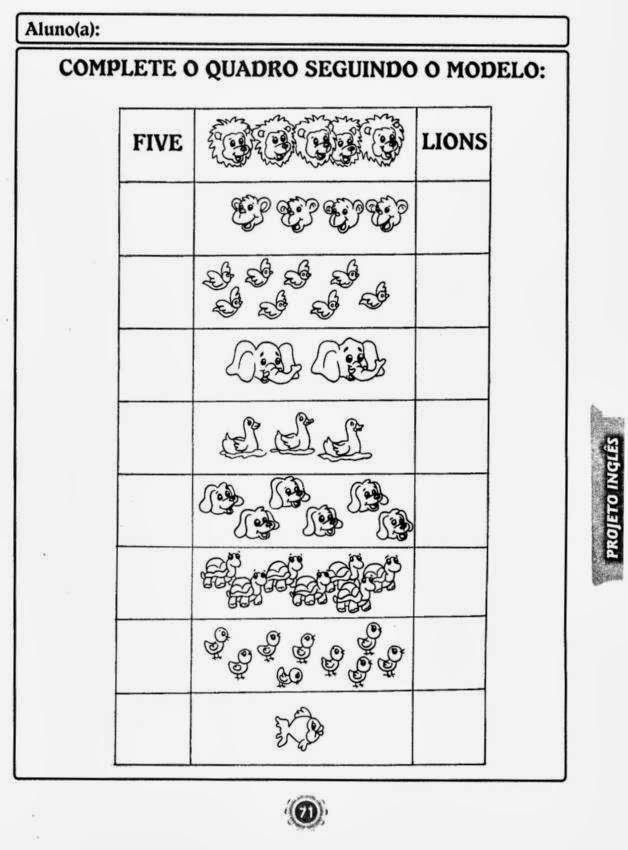 Aluno(a):
COMPLETE O QUADRO SEGUINDO O MODELO:
FIVE
LIONS
PROJETO INGLÊS
71